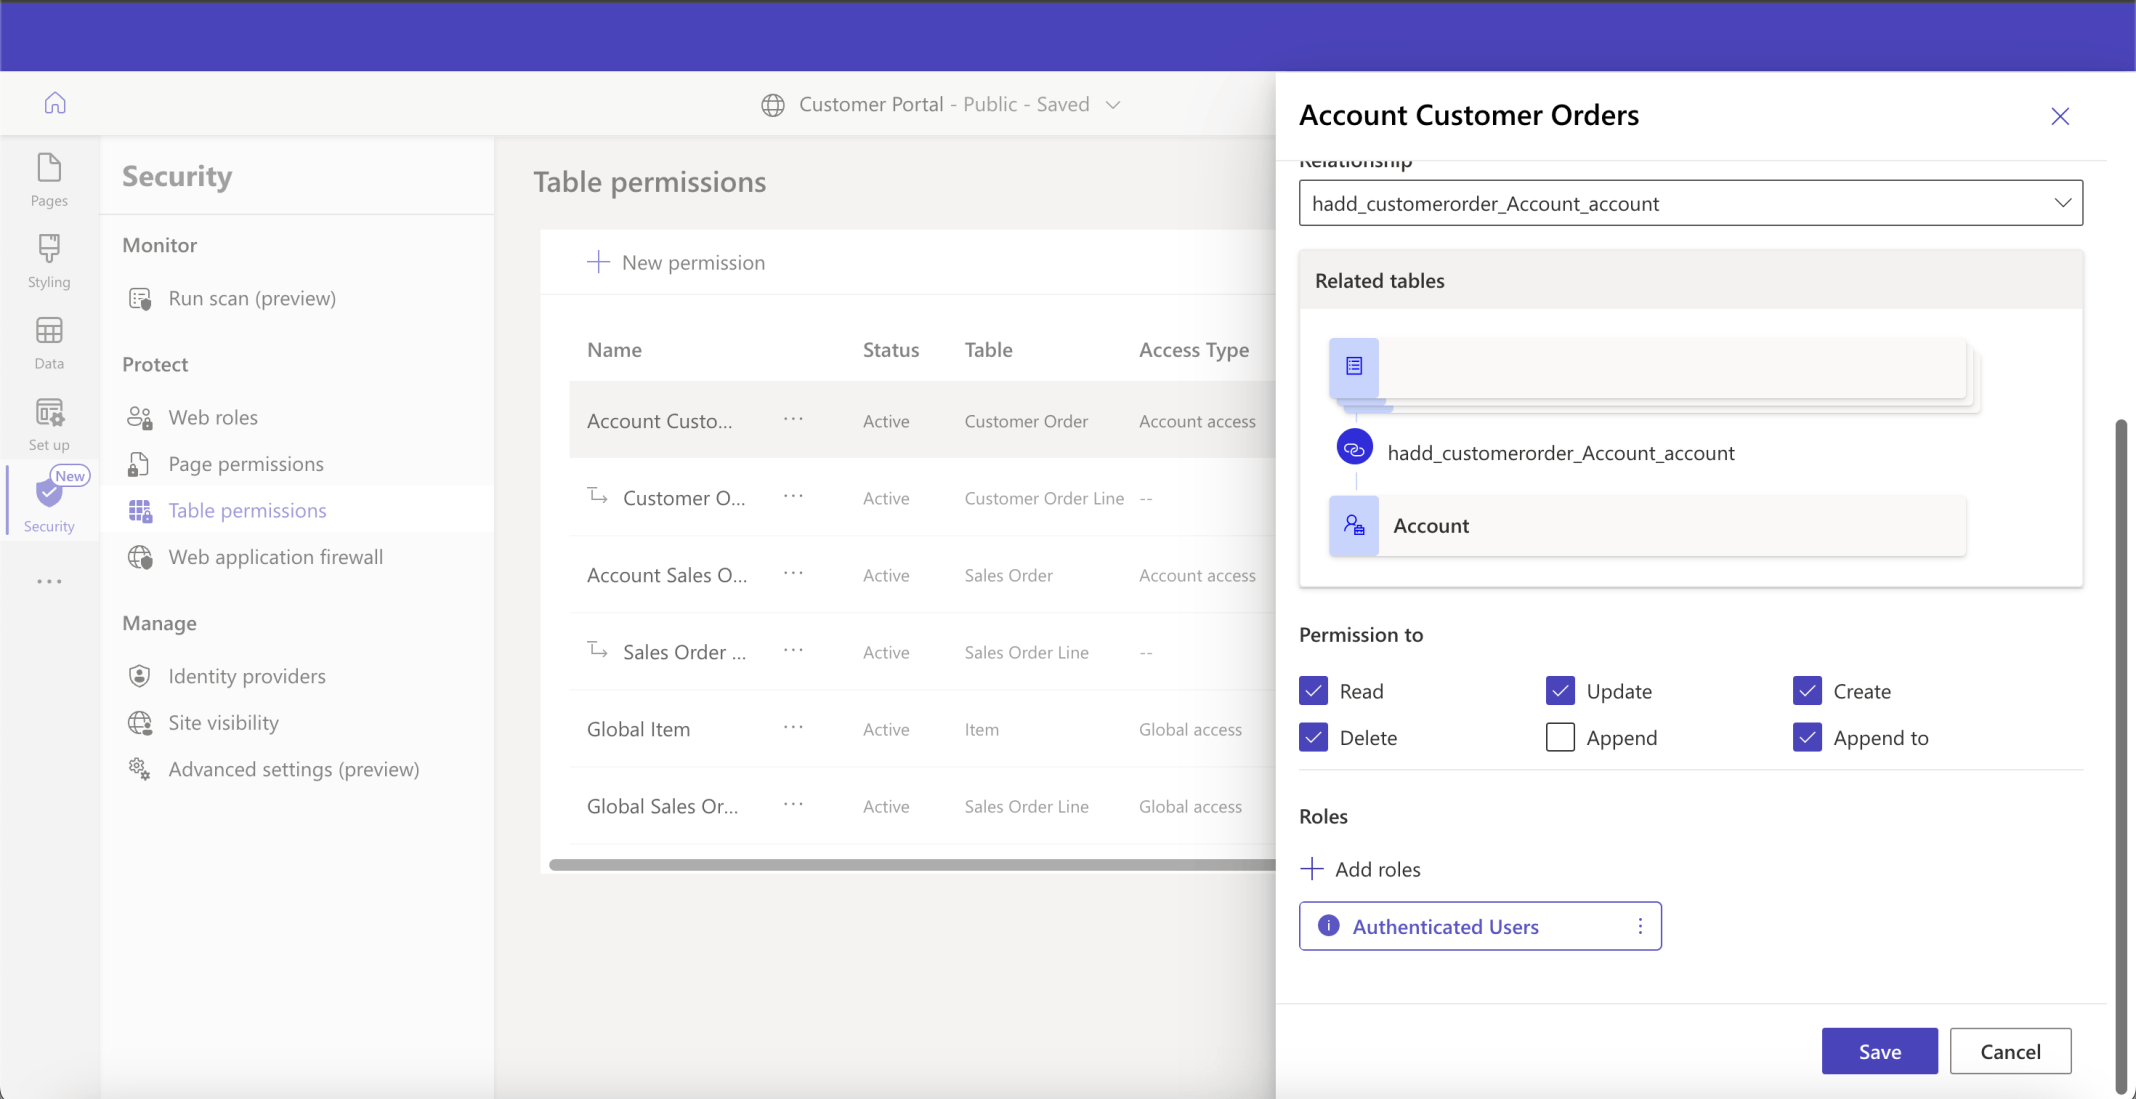 Customer Portal - Public - Saved
Pages
Styling
Data
Set up
New
Security
Security
Monitor
Run scan (preview)
Protect
Web roles
Page permissions
Table permissions
Web application firewall
Manage
Identity providers
Site visibility
Advanced settings (preview)
Table permissions
New permission
Name Status Table Access Type
Account Custo... ... Active Customer Order Account access
Customer O... ... Active Customer Order Line --
Account Sales O... ... Active Sales Order Account access
Sales Order ... ... Active Sales Order Line --
Global Item ... Active Item Global access
Global Sales Or... ... Active Sales Order Line Global access
Account Customer Orders
Relationship
hadd_customerorder_Account_account
Related tables
hadd_customerorder_Account_account
Account
Permission to
Read Update Create
Delete Append Append to
Roles
Add roles
Authenticated Users
Save Cancel